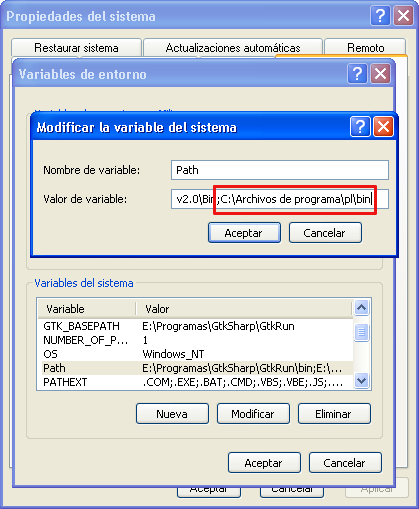 Propiedades del sistema
Restaurar sistema Actualizaciones automáticas Remoto
Variables de entorno
Modificar la variable del sistema
Nombre de variable: Path
Valor de variable: v2.0\Bin;C:\Archivos de programa\pl\bin
Aceptar Cancelar
Variables del sistema
Variable Valor
GTK_BASEPATH E:\Programas\GtkSharp\GtkRun
NUMBER_OF_P... 1
OS Windows_NT
Path E:\Programas\GtkSharp\GtkRun\bin;E:\...
PATHEXT .COM;.EXE;.BAT;.CMD;.VBS;.VBE;.JS;....
Nueva Modificar Eliminar
Aceptar Cancelar
Aceptar Cancelar Aplicar